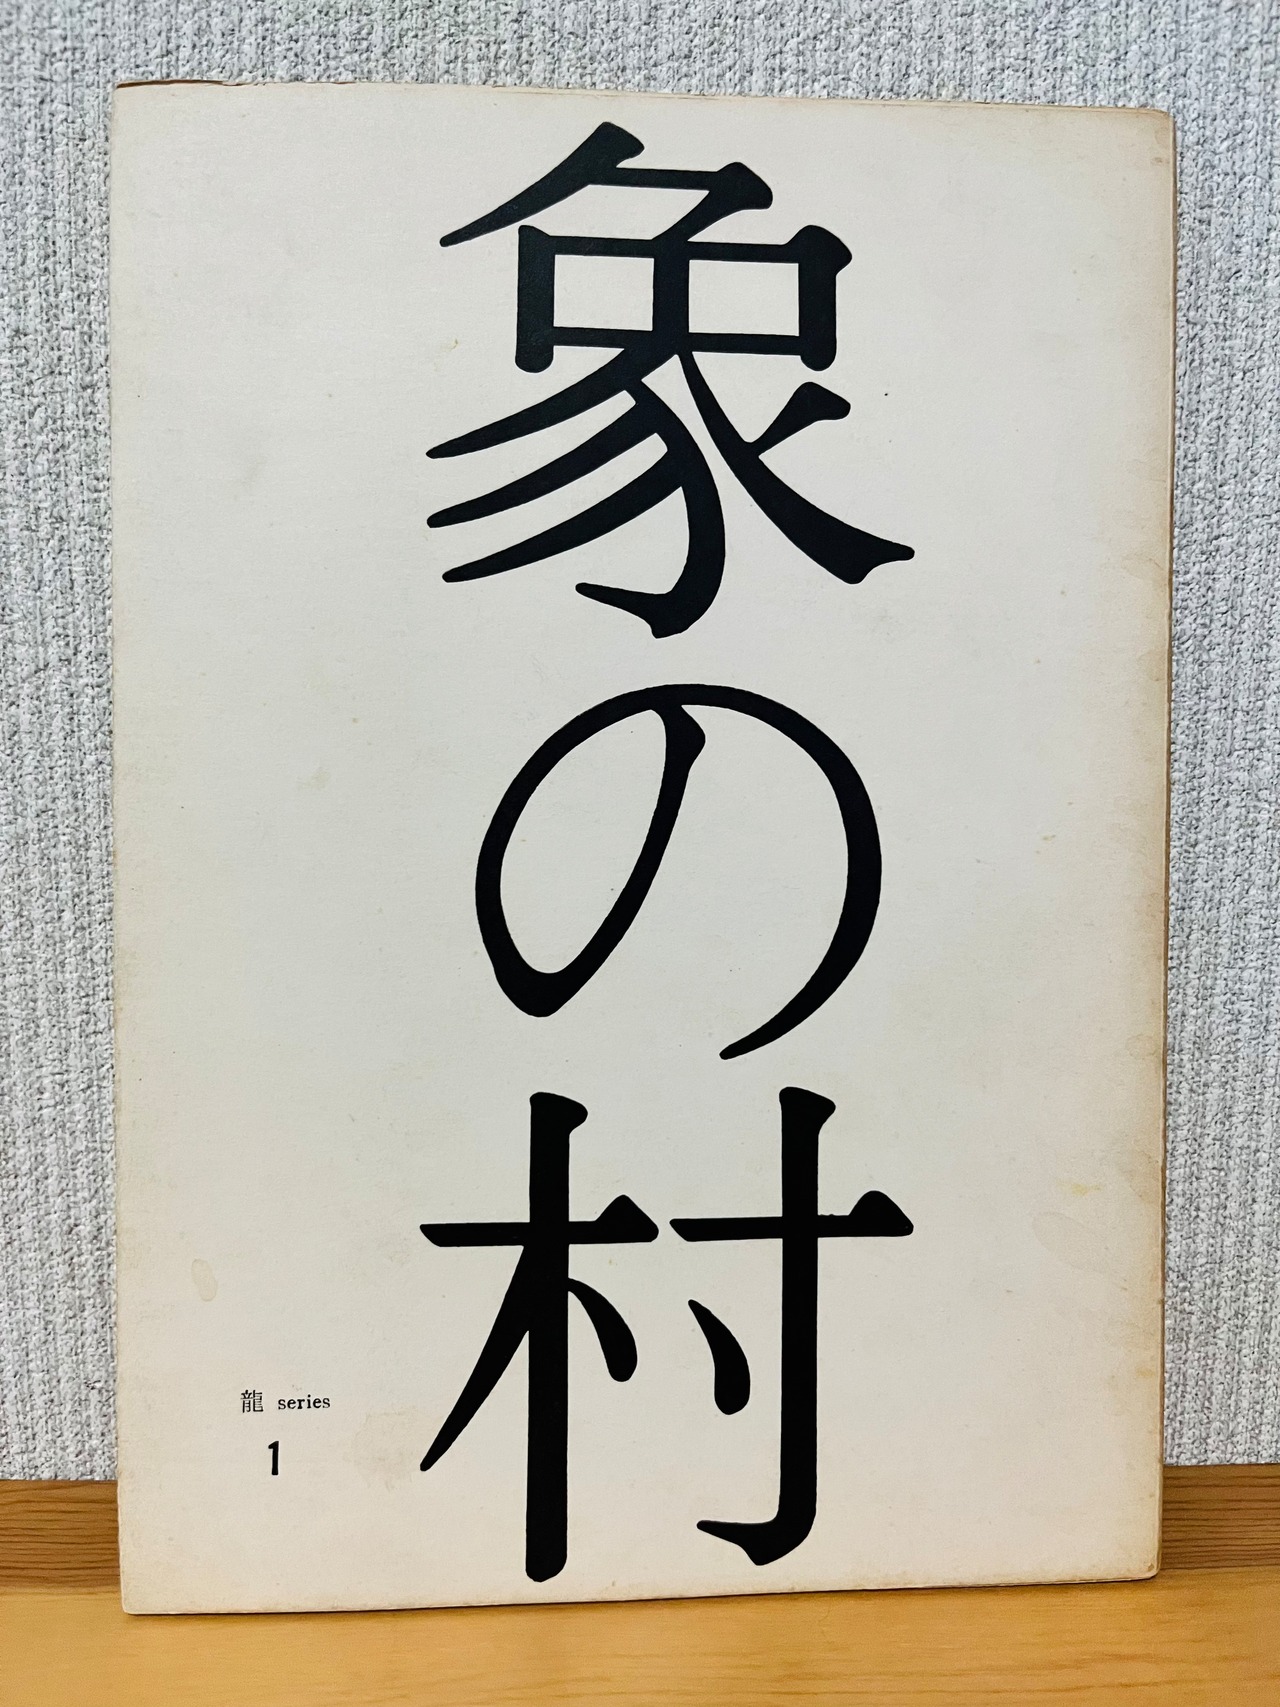 象の村
龍 series
1